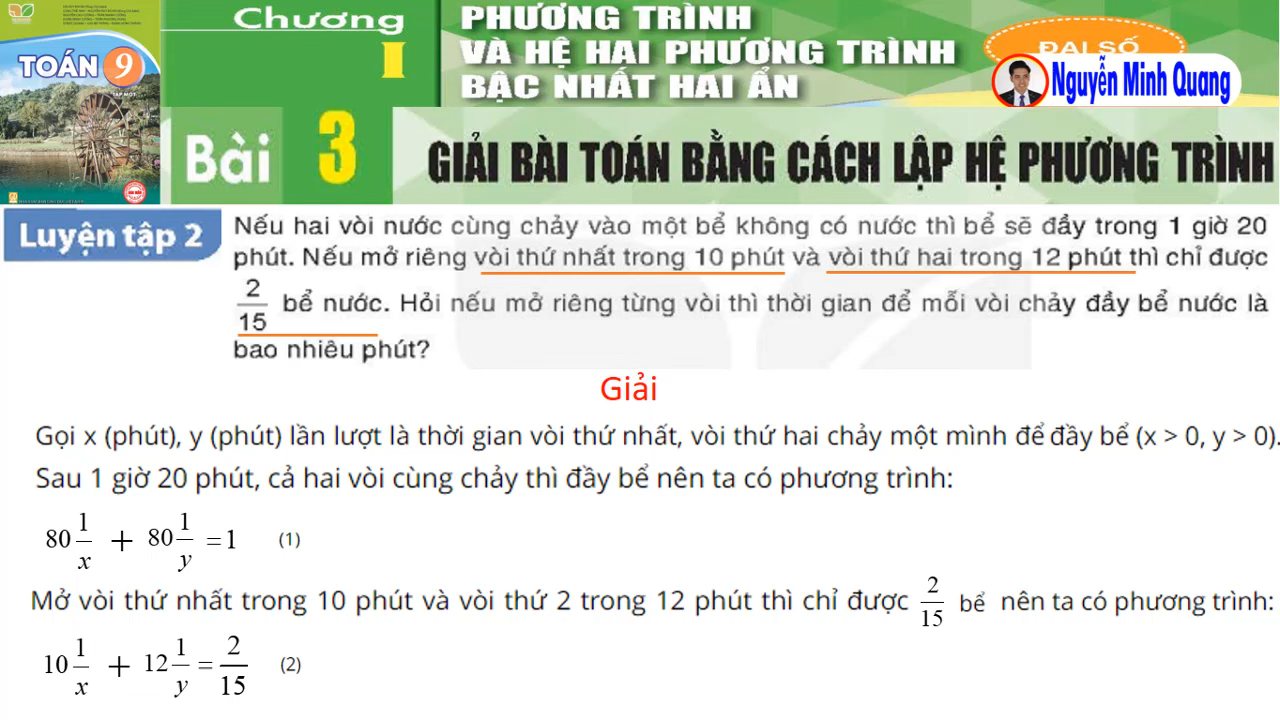 Chương
I
PHƯƠNG TRÌNH
VÀ HỆ HAI PHƯƠNG TRÌNH
BẬC NHẤT HAI ẨN
ĐẠI SỐ
Nguyễn Minh Quang
TOÁN 9
TẬP MỘT
Bài 3
GIẢI BÀI TOÁN BẰNG CÁCH LẬP HỆ PHƯƠNG TRÌNH
Luyện tập 2
Nếu hai vòi nước cùng chảy vào một bể không có nước thì bể sẽ đầy trong 1 giờ 20
phút. Nếu mở riêng vòi thứ nhất trong 10 phút và vòi thứ hai trong 12 phút thì chỉ được
2/15 bể nước. Hỏi nếu mở riêng từng vòi thì thời gian để mỗi vòi chảy đầy bể nước là
bao nhiêu phút?
Giải
Gọi x (phút), y (phút) lần lượt là thời gian vòi thứ nhất, vòi thứ hai chảy một mình để đầy bể (x > 0, y > 0).
Sau 1 giờ 20 phút, cả hai vòi cùng chảy thì đầy bể nên ta có phương trình:
80 1/x + 80 1/y = 1 (1)
Mở vòi thứ nhất trong 10 phút và vòi thứ 2 trong 12 phút thì chỉ được 2/15 bể nên ta có phương trình:
10 1/x + 12 1/y = 2/15 (2)